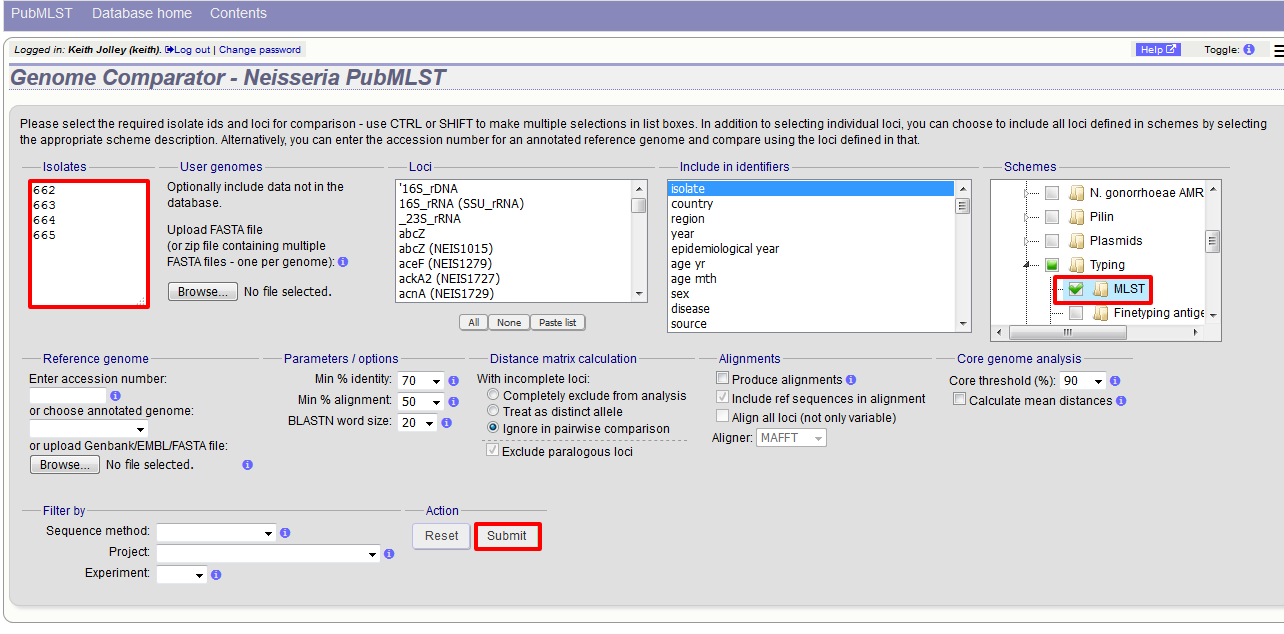 PubMLST Database home Contents
Logged in: Keith Jolley (keith). Log out | Change password
Help
Toggle:
Genome Comparator - Neisseria PubMLST
Please select the required isolate ids and loci for comparison - use CTRL or SHIFT to make multiple selections in list boxes. In addition to selecting individual loci, you can choose to include all loci defined in schemes by selecting
the appropriate scheme description. Alternatively, you can enter the accession number for an annotated reference genome and compare using the loci defined in that.
Isolates
662
663
664
665
User genomes
Optionally include data not in the
database.
Upload FASTA file
(or zip file containing multiple
FASTA files - one per genome):
Browse... No file selected.
Loci
'16S_rDNA
16S_rRNA (SSU_rRNA)
_23S_rRNA
abcZ
abcZ (NEIS1015)
aceF (NEIS1279)
ackA2 (NEIS1727)
acnA (NEIS1729)
All None Paste list
Include in identifiers
isolate
country
region
year
epidemiological year
age yr
age mth
sex
disease
source
Schemes
N. gonorrhoeae AMR
Pilin
Plasmids
Typing
MLST
Finetyping antige
Reference genome
Enter accession number:
or choose annotated genome:
or upload Genbank/EMBL/FASTA file:
Browse... No file selected.
Parameters / options
Min % identity: 70
Min % alignment: 50
BLASTN word size: 20
Distance matrix calculation
With incomplete loci:
Completely exclude from analysis
Treat as distinct allele
Ignore in pairwise comparison
Exclude paralogous loci
Alignments
Produce alignments
Include ref sequences in alignment
Align all loci (not only variable)
Aligner: MAFFT
Core genome analysis
Core threshold (%): 90
Calculate mean distances
Filter by
Sequence method:
Project:
Experiment:
Action
Reset Submit